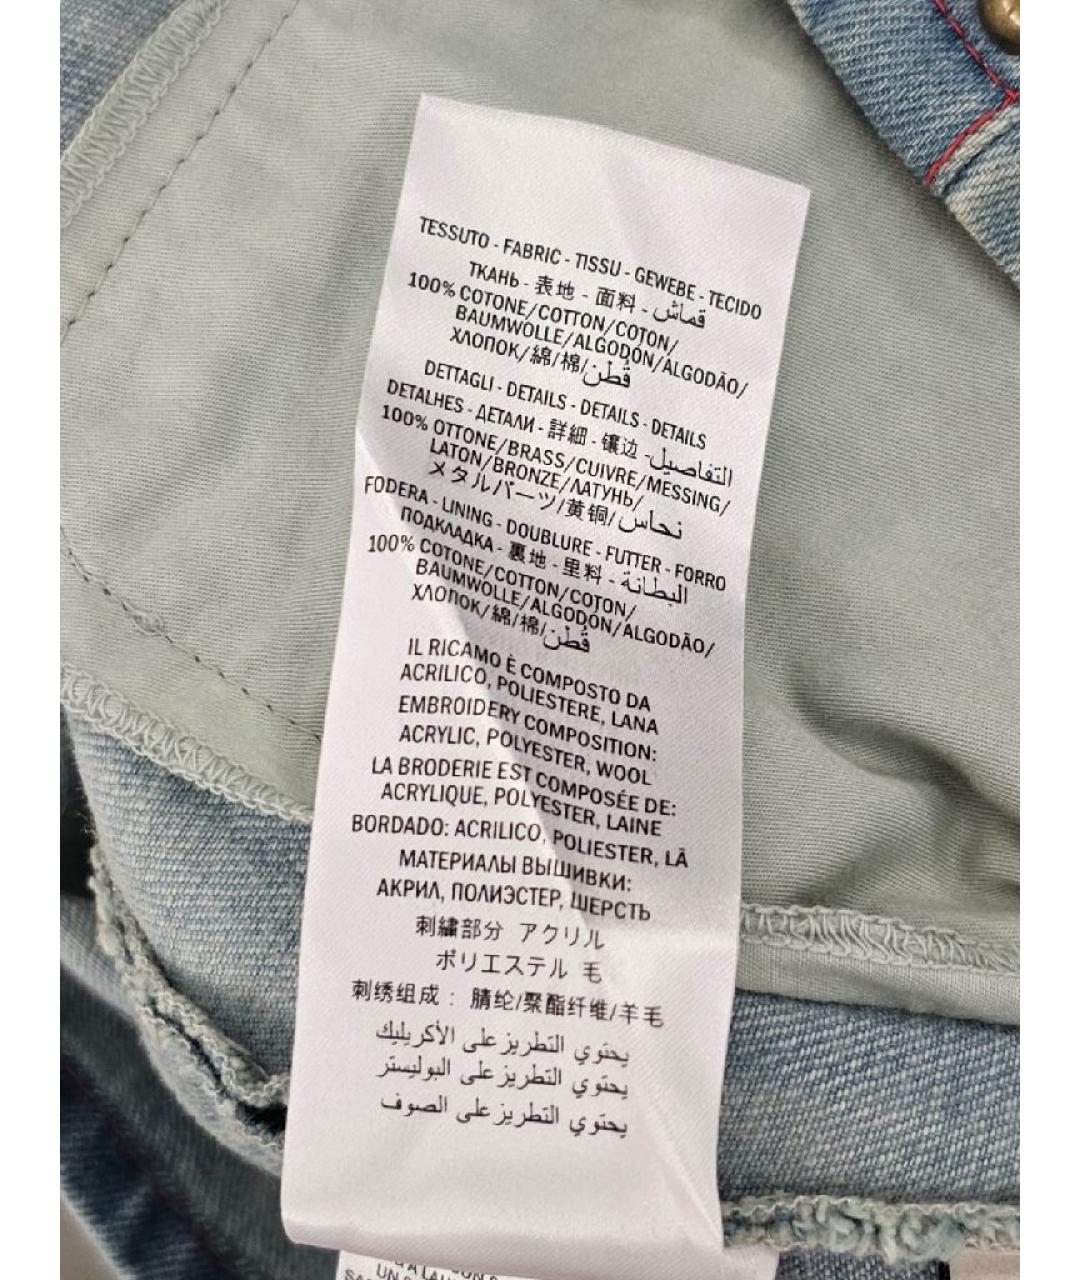 TESSUTO - FABRIC - TISSU - GEWEBE - TECIDO
ТКАНЬ - 表地 - 面料 - قماش
100% COTONE/COTTON/COTON/
BAUMWOLLE/ALGODÓN/ALGODÃO/
ХЛОПОК/綿/棉/قُطْن
DETTAGLI - DETAILS - DETAILS - DETAILS
DETALHES - ДЕТАЛИ - 詳細 - 镶边 - التفاصيل
100% OTTONE/BRASS/CUIVRE/MESSING/
LATON/BRONZE/ЛАТУНЬ/
メタルパーツ/黄铜/نحاس
FODERA - LINING - DOUBLURE - FUTTER - FORRO
ПОДКЛАДКА - 裏地 - 里料 - البطانة
100% COTONE/COTTON/COTON/
BAUMWOLLE/ALGODÓN/ALGODÃO/
ХЛОПОК/綿/棉/قُطْن
IL RICAMO È COMPOSTO DA
ACRILICO, POLIESTERE, LANA
EMBROIDERY COMPOSITION:
ACRYLIC, POLYESTER, WOOL
LA BRODERIE EST COMPOSÉE DE:
ACRYLIQUE, POLYESTER, LAINE
BORDADO: ACRILICO, POLIESTER, LÃ
МАТЕРИАЛЫ ВЫШИВКИ:
АКРИЛ, ПОЛИЭСТЕР, ШЕРСТЬ
刺繍部分 アクリル
ポリエステル 毛
刺绣组成： 腈纶/聚酯纤维/羊毛
يحتوي التطريز على الأكريليك
يحتوي التطريز على البوليستر
يحتوي التطريز على الصوف